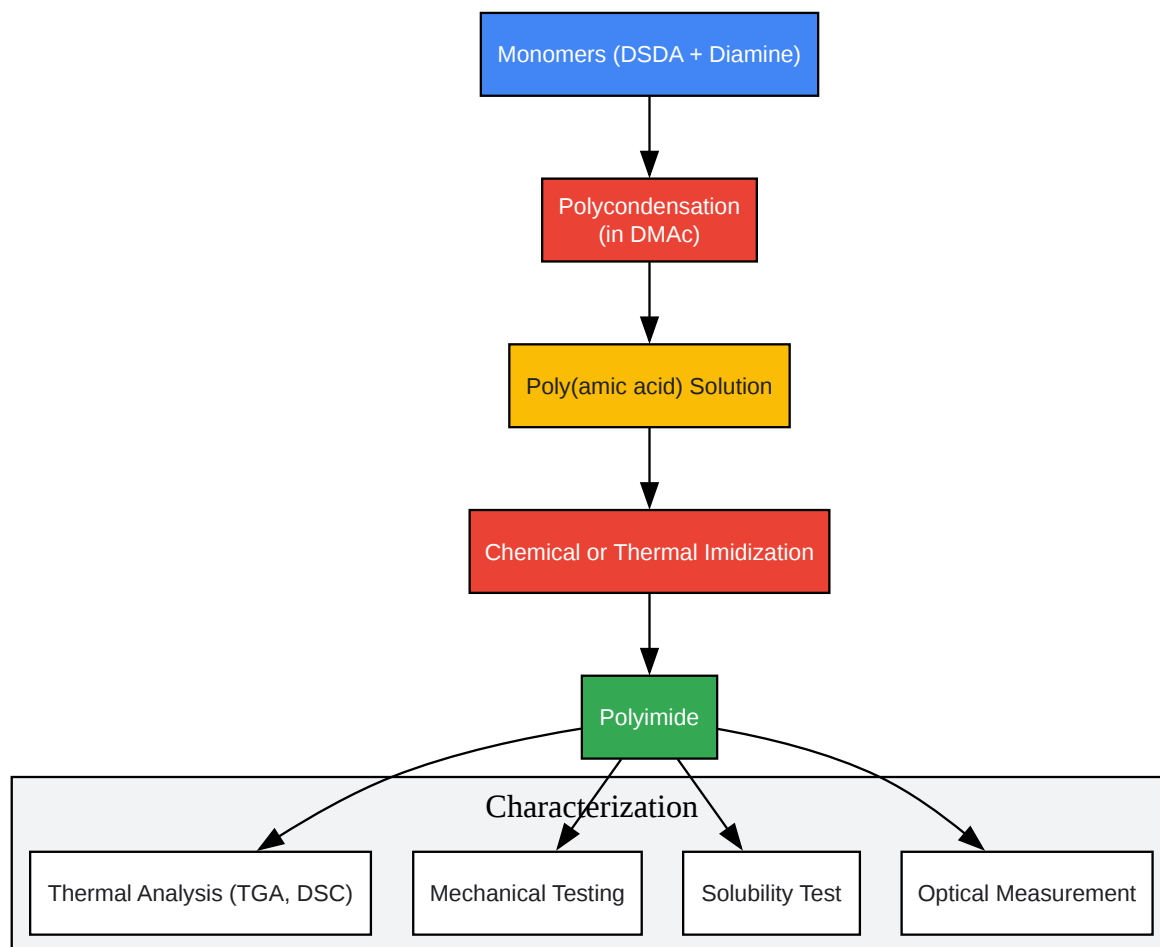 Monomers (DSDA + Diamine)
Polycondensation
(in DMAc)
Poly(amic acid) Solution
Chemical or Thermal Imidization
Polyimide
Characterization
Thermal Analysis (TGA, DSC)
Mechanical Testing
Solubility Test
Optical Measurement